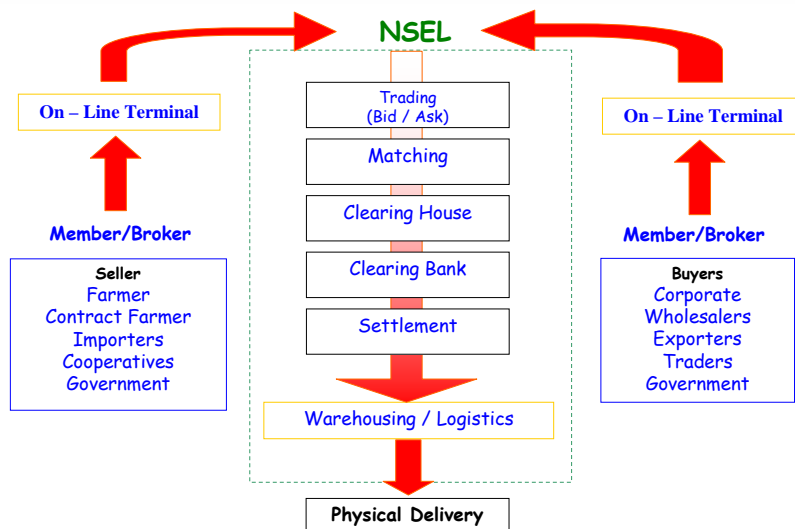 NSEL
On – Line Terminal
Member/Broker
Seller
Farmer
Contract Farmer
Importers
Cooperatives
Government
Trading
(Bid / Ask)
Matching
Clearing House
Clearing Bank
Settlement
Warehousing / Logistics
Physical Delivery
On – Line Terminal
Member/Broker
Buyers
Corporate
Wholesalers
Exporters
Traders
Government